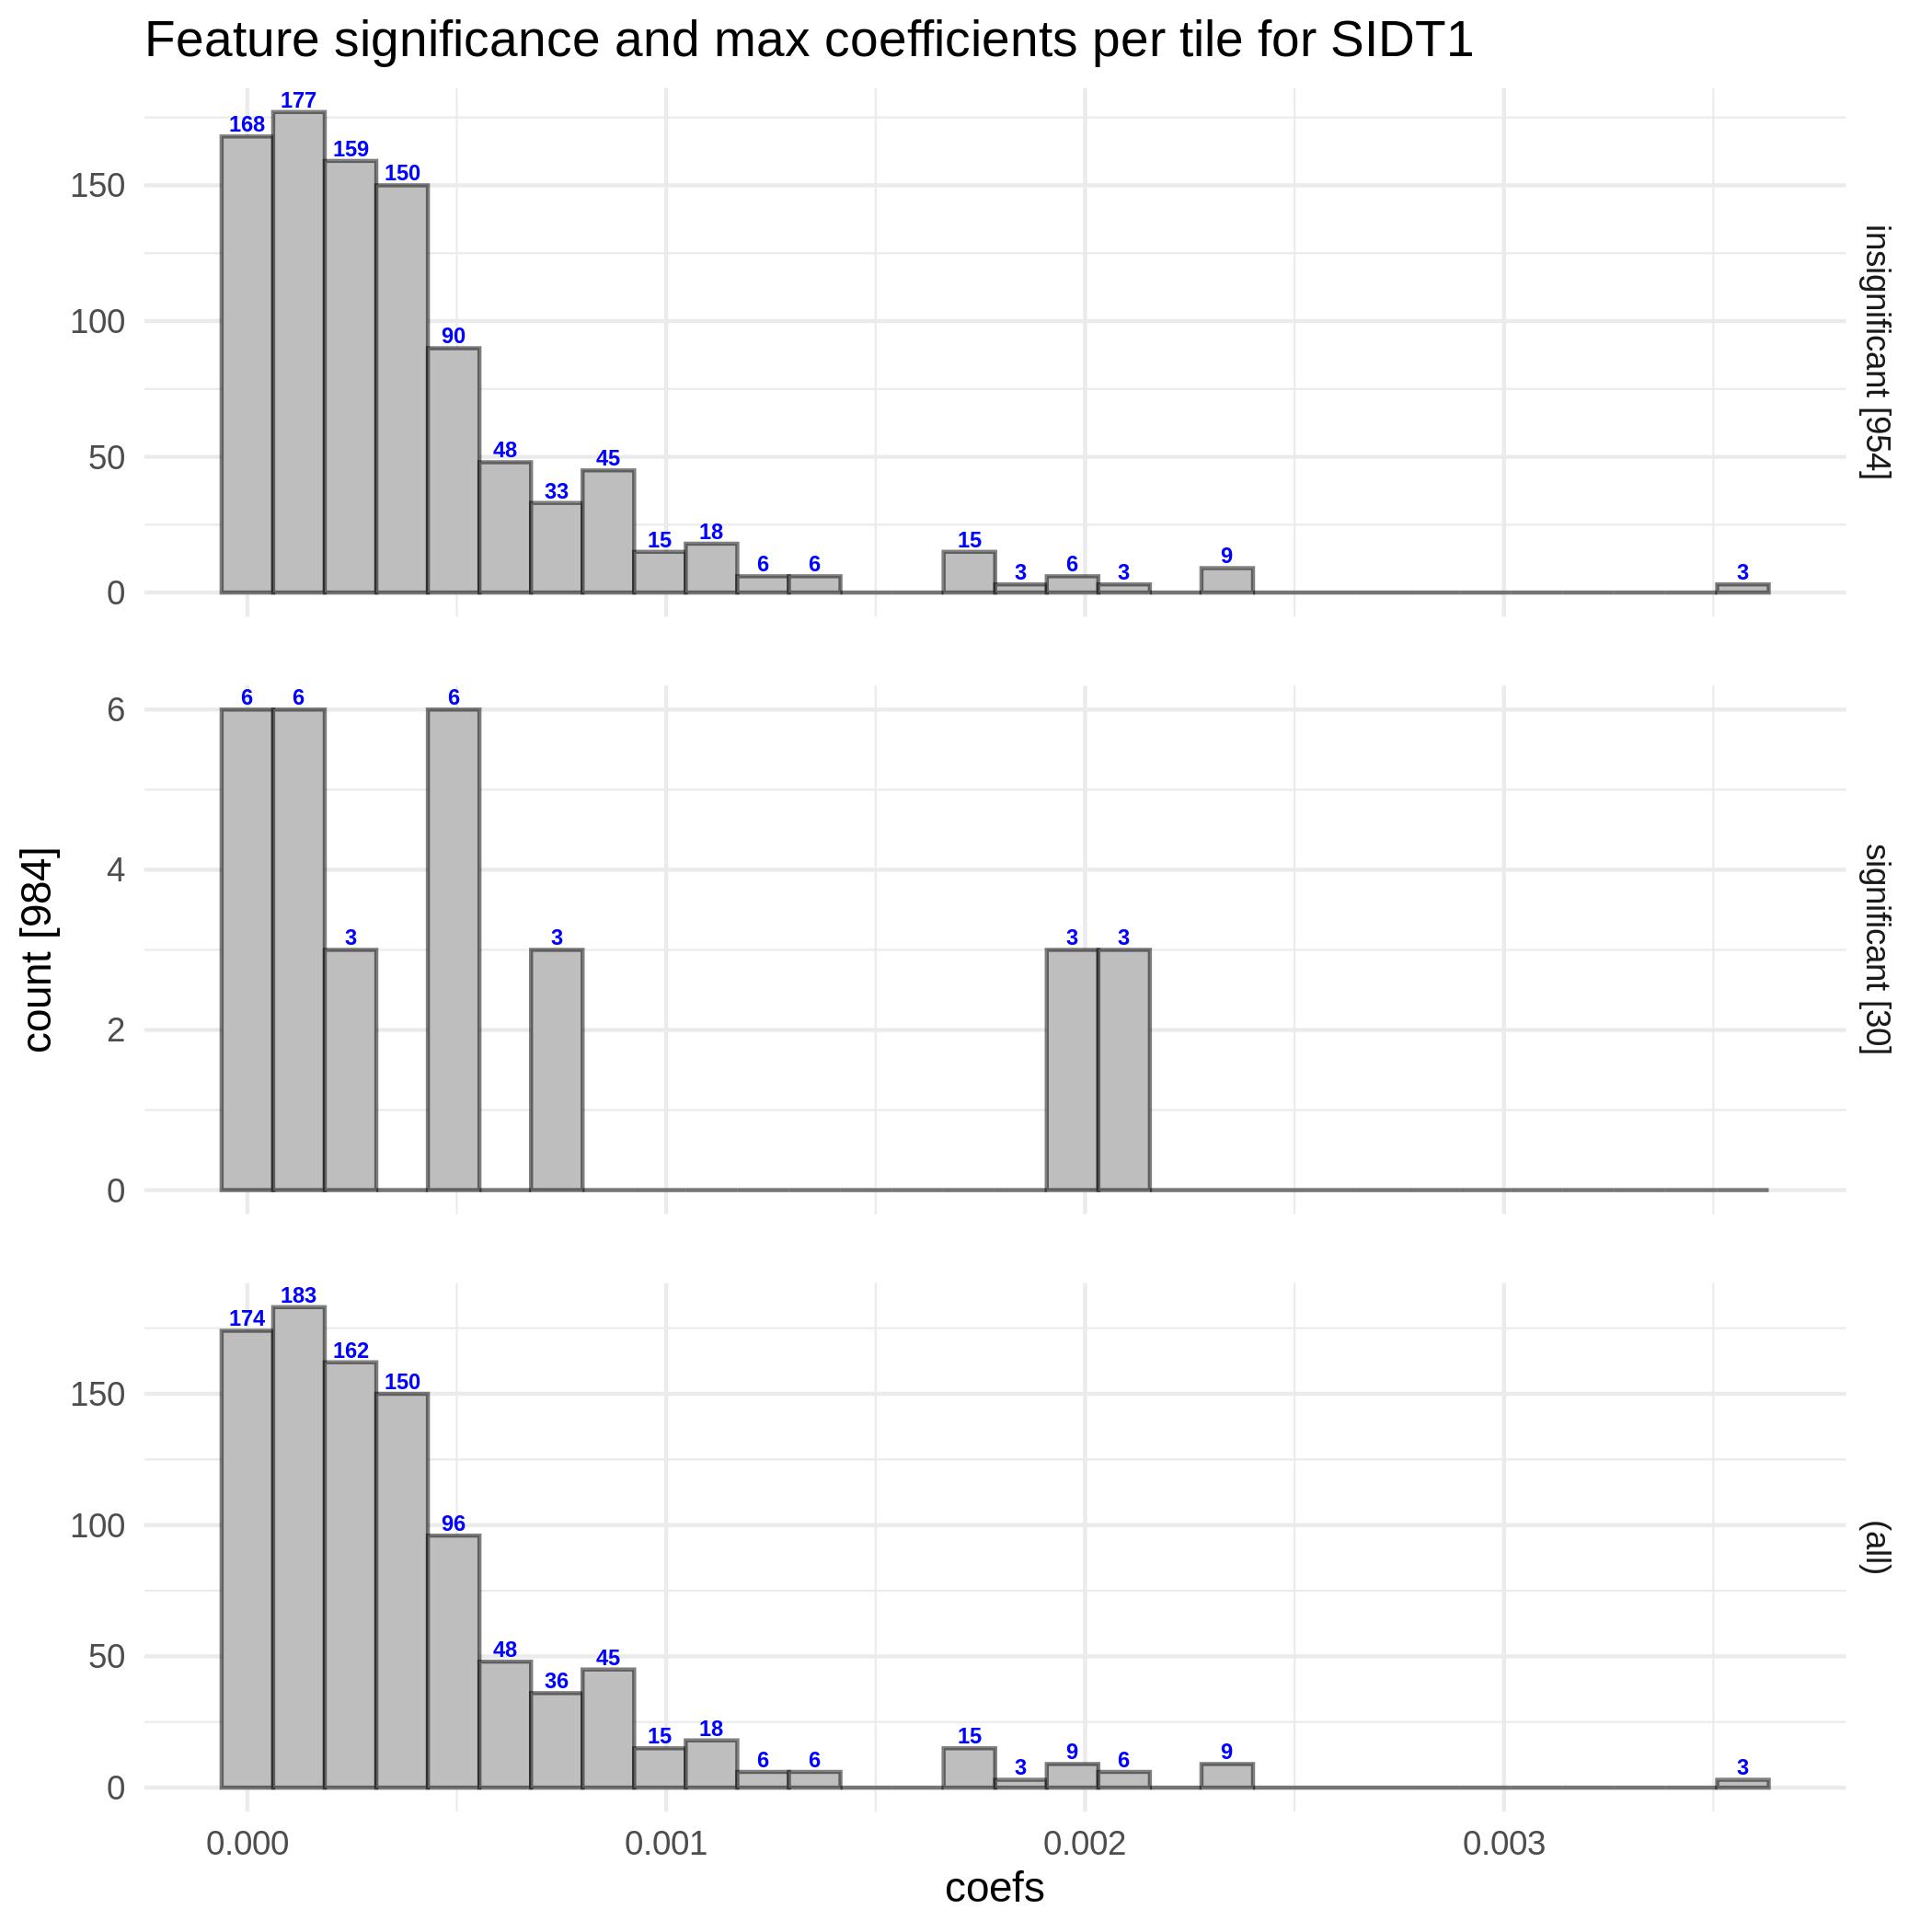 Feature significance and max coefficients per tile for SIDT1
count [984]
168 177 159 150 90 48 33 45 15 18 6 6 15 3 6 3 9 3
150
100
50
0
insignificant [954]
6 6 3 6 3 3 3
6
4
2
0
significant [30]
174 183 162 150 96 48 36 45 15 18 6 6 15 3 9 6 9 3
150
100
50
0
(all)
0.000 0.001 0.002 0.003
coefs